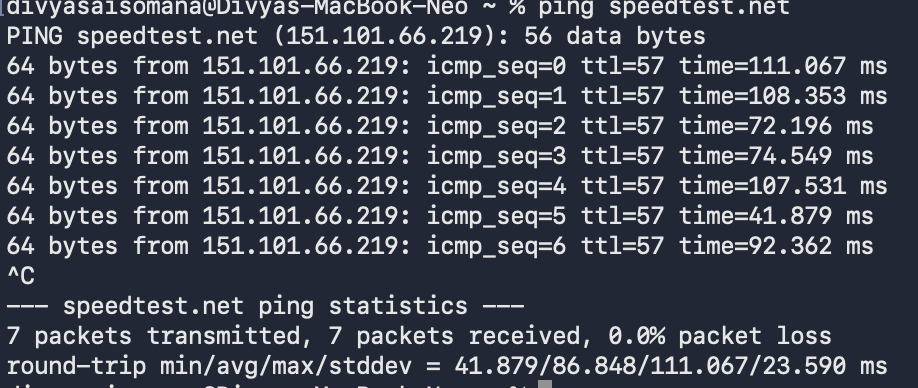 divyasaisomana@Divyas-MacBook-Neo ~ % ping speedtest.net
PING speedtest.net (151.101.66.219): 56 data bytes
64 bytes from 151.101.66.219: icmp_seq=0 ttl=57 time=111.067 ms
64 bytes from 151.101.66.219: icmp_seq=1 ttl=57 time=108.353 ms
64 bytes from 151.101.66.219: icmp_seq=2 ttl=57 time=72.196 ms
64 bytes from 151.101.66.219: icmp_seq=3 ttl=57 time=74.549 ms
64 bytes from 151.101.66.219: icmp_seq=4 ttl=57 time=107.531 ms
64 bytes from 151.101.66.219: icmp_seq=5 ttl=57 time=41.879 ms
64 bytes from 151.101.66.219: icmp_seq=6 ttl=57 time=92.362 ms
^C
--- speedtest.net ping statistics ---
7 packets transmitted, 7 packets received, 0.0% packet loss
round-trip min/avg/max/stddev = 41.879/86.848/111.067/23.590 ms